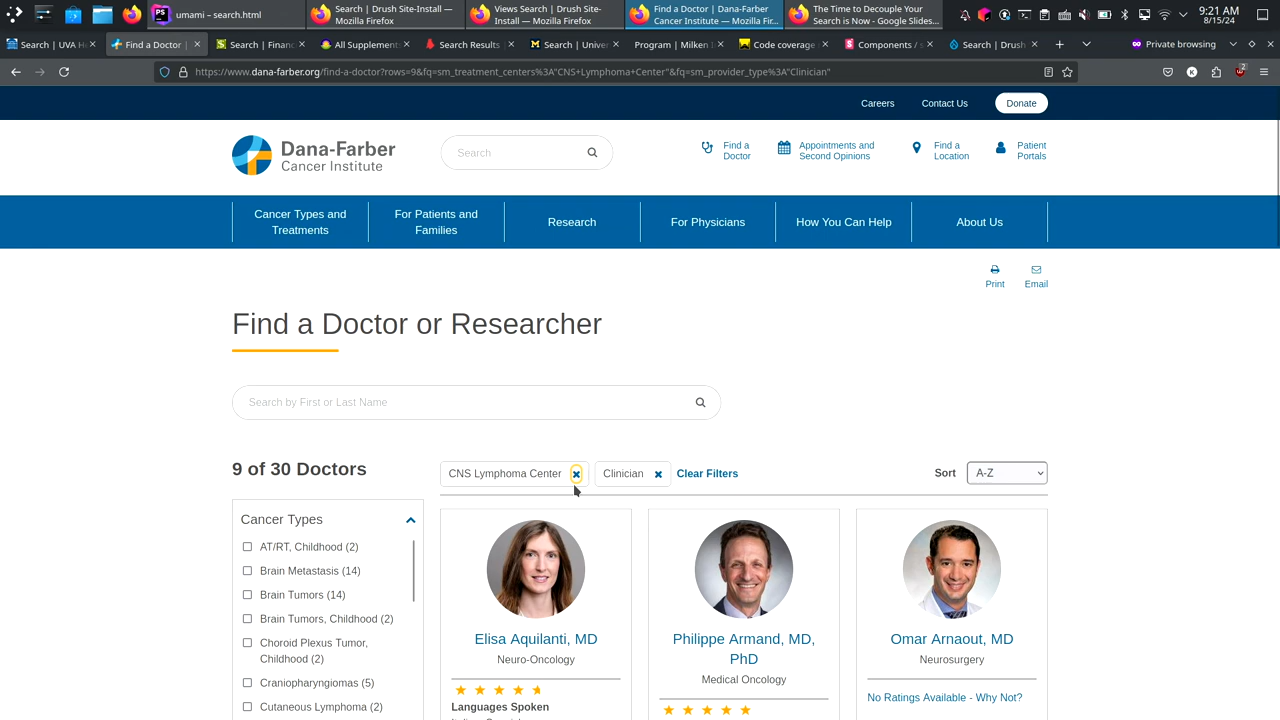 umami – search.html
Search | Drush Site-Install —
Mozilla Firefox
Views Search | Drush Site-
Install — Mozilla Firefox
Find a Doctor | Dana-Farber
Cancer Institute — Mozilla Fir...
The Time to Decouple Your
Search is Now - Google Slides...
9:21 AM
8/15/24
Search | UVA H
Find a Doctor |
Search | Financ
All Supplement
Search Results
Search | Univer
Program | Milken I
Code coverage
Components / s
Search | Drush
Private browsing
https://www.dana-farber.org/find-a-doctor?rows=9&fq=sm_treatment_centers%3A"CNS+Lymphoma+Center"&fq=sm_provider_type%3A"Clinician"
2
Careers
Contact Us
Donate
Dana-Farber
Cancer Institute
Search
Find a
Doctor
Appointments and
Second Opinions
Find a
Location
Patient
Portals
Cancer Types and
Treatments
For Patients and
Families
Research
For Physicians
How You Can Help
About Us
Print
Email
Find a Doctor or Researcher
Search by First or Last Name
9 of 30 Doctors
CNS Lymphoma Center
Clinician
Clear Filters
Sort
A-Z
Cancer Types
AT/RT, Childhood (2)
Brain Metastasis (14)
Brain Tumors (14)
Brain Tumors, Childhood (2)
Choroid Plexus Tumor,
Childhood (2)
Craniopharyngiomas (5)
Cutaneous Lymphoma (2)
Elisa Aquilanti, MD
Neuro-Oncology
Languages Spoken
Philippe Armand, MD,
PhD
Medical Oncology
Omar Arnaout, MD
Neurosurgery
No Ratings Available - Why Not?